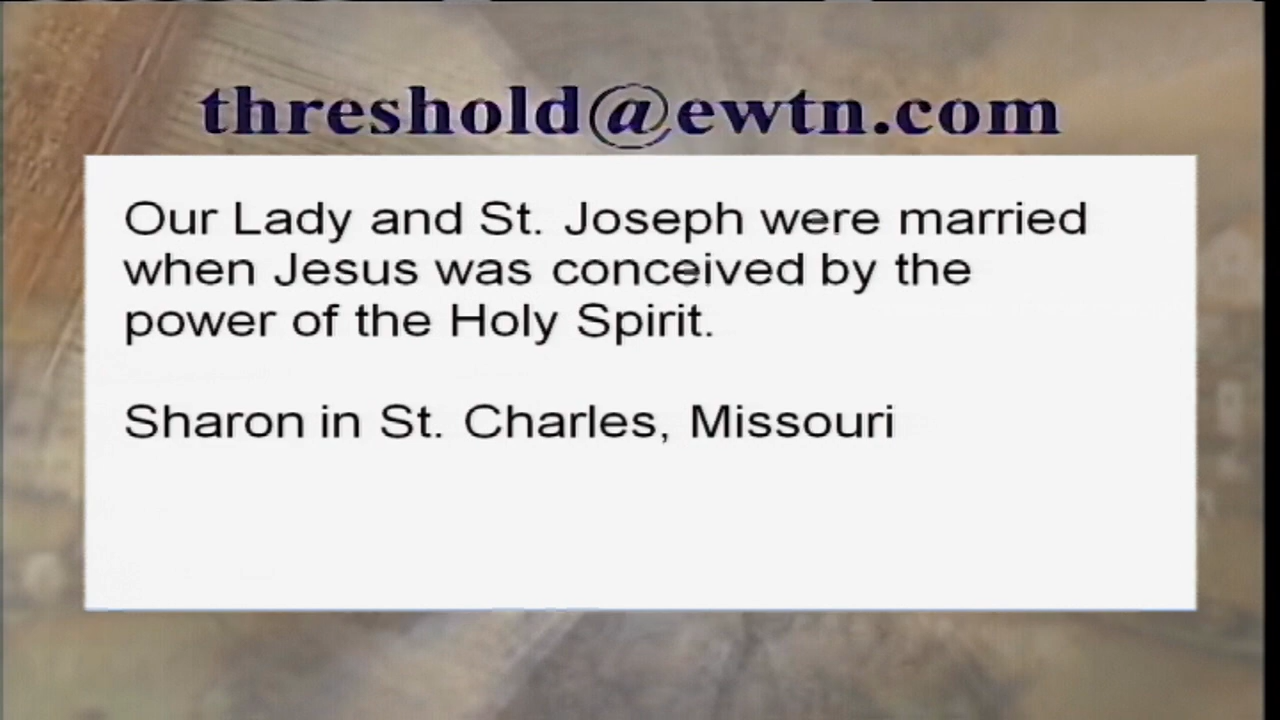 threshold@ewtn.com
Our Lady and St. Joseph were married
when Jesus was conceived by the
power of the Holy Spirit.
Sharon in St. Charles, Missouri